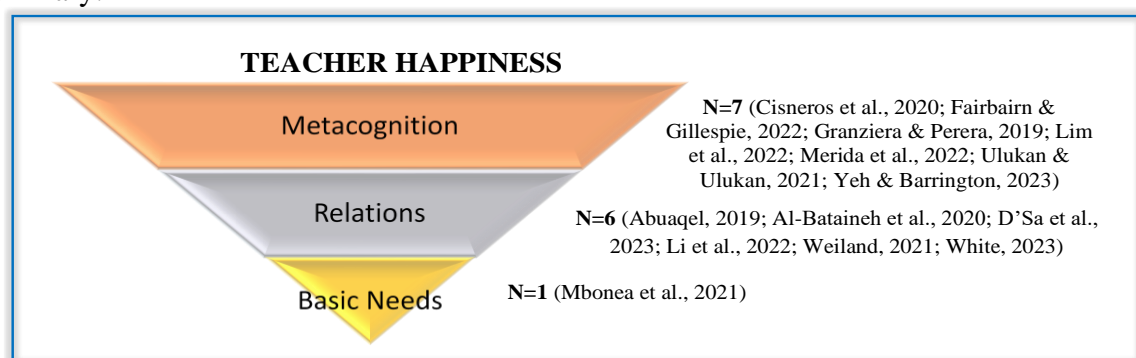 TEACHER HAPPINESS
Metacognition
N=7 (Cisneros et al., 2020; Fairbairn &
Gillespie, 2022; Granziera & Perera, 2019; Lim
et al., 2022; Merida et al., 2022; Ulukan &
Ulukan, 2021; Yeh & Barrington, 2023)
Relations
N=6 (Abuaqel, 2019; Al-Bataineh et al., 2020; D’Sa et al.,
2023; Li et al., 2022; Weiland, 2021; White, 2023)
Basic Needs
N=1 (Mbonea et al., 2021)